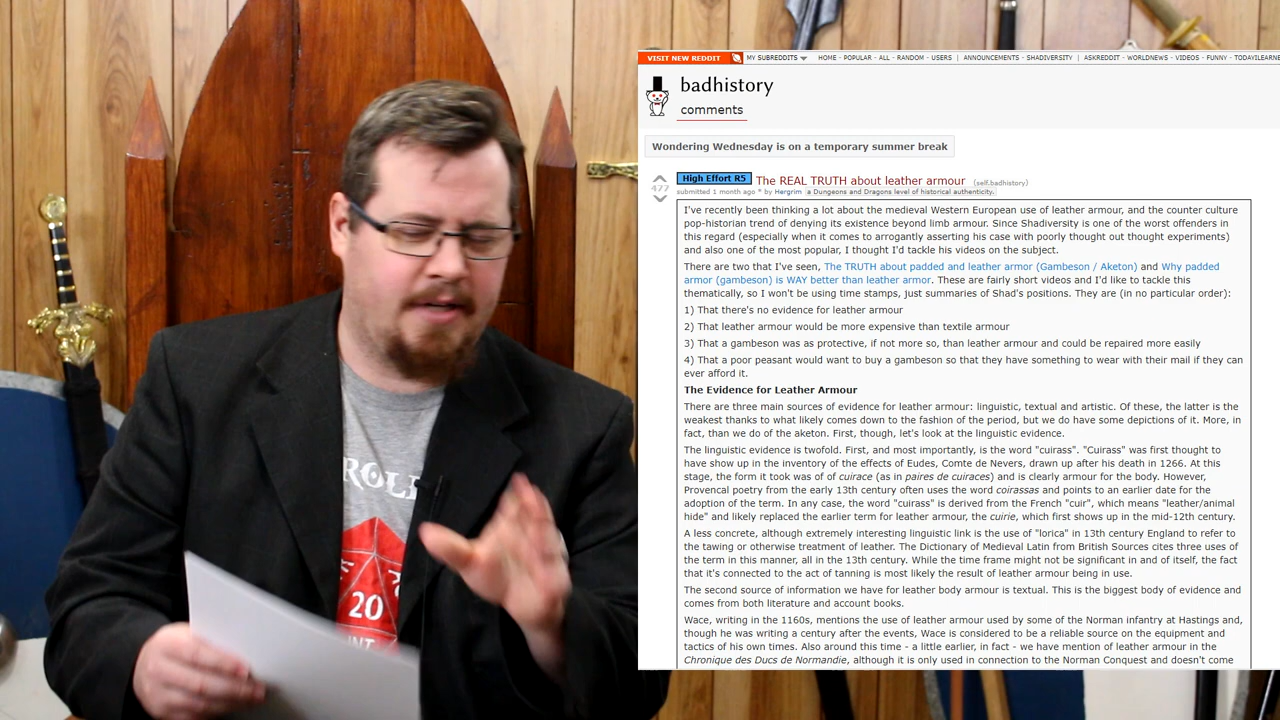 VISIT NEW REDDIT MY SUBREDDITS HOME - POPULAR - ALL - RANDOM - USERS | ANNOUNCEMENTS - SHADIVERSITY | ASKREDDIT - WORLDNEWS - VIDEOS - FUNNY - TODAYILEARNE
badhistory
comments
Wondering Wednesday is on a temporary summer break
High Effort R5 The REAL TRUTH about leather armour (self.badhistory)
477
submitted 1 month ago * by Hergrim a Dungeons and Dragons level of historical authenticity.
I've recently been thinking a lot about the medieval Western European use of leather armour, and the counter culture
pop-historian trend of denying its existence beyond limb armour. Since Shadiversity is one of the worst offenders in
this regard (especially when it comes to arrogantly asserting his case with poorly thought out thought experiments)
and also one of the most popular, I thought I'd tackle his videos on the subject.
There are two that I've seen, The TRUTH about padded and leather armor (Gambeson / Aketon) and Why padded
armor (gambeson) is WAY better than leather armor. These are fairly short videos and I'd like to tackle this
thematically, so I won't be using time stamps, just summaries of Shad's positions. They are (in no particular order):
1) That there's no evidence for leather armour
2) That leather armour would be more expensive than textile armour
3) That a gambeson was as protective, if not more so, than leather armour and could be repaired more easily
4) That a poor peasant would want to buy a gambeson so that they have something to wear with their mail if they can
ever afford it.
The Evidence for Leather Armour
There are three main sources of evidence for leather armour: linguistic, textual and artistic. Of these, the latter is the
weakest thanks to what likely comes down to the fashion of the period, but we do have some depictions of it. More, in
fact, than we do of the aketon. First, though, let's look at the linguistic evidence.
The linguistic evidence is twofold. First, and most importantly, is the word "cuirass". "Cuirass" was first thought to
have show up in the inventory of the effects of Eudes, Comte de Nevers, drawn up after his death in 1266. At this
stage, the form it took was of of cuirace (as in paires de cuiraces) and is clearly armour for the body. However,
Provencal poetry from the early 13th century often uses the word coirassas and points to an earlier date for the
adoption of the term. In any case, the word "cuirass" is derived from the French "cuir", which means "leather/animal
hide" and likely replaced the earlier term for leather armour, the cuirie, which first shows up in the mid-12th century.
A less concrete, although extremely interesting linguistic link is the use of "lorica" in 13th century England to refer to
the tawing or otherwise treatment of leather. The Dictionary of Medieval Latin from British Sources cites three uses of
the term in this manner, all in the 13th century. While the time frame might not be significant in and of itself, the fact
that it's connected to the act of tanning is most likely the result of leather armour being in use.
The second source of information we have for leather body armour is textual. This is the biggest body of evidence and
comes from both literature and account books.
Wace, writing in the 1160s, mentions the use of leather armour used by some of the Norman infantry at Hastings and,
though he was writing a century after the events, Wace is considered to be a reliable source on the equipment and
tactics of his own times. Also around this time - a little earlier, in fact - we have mention of leather armour in the
Chronique des Ducs de Normandie, although it is only used in connection to the Norman Conquest and doesn't come
ROLL
20